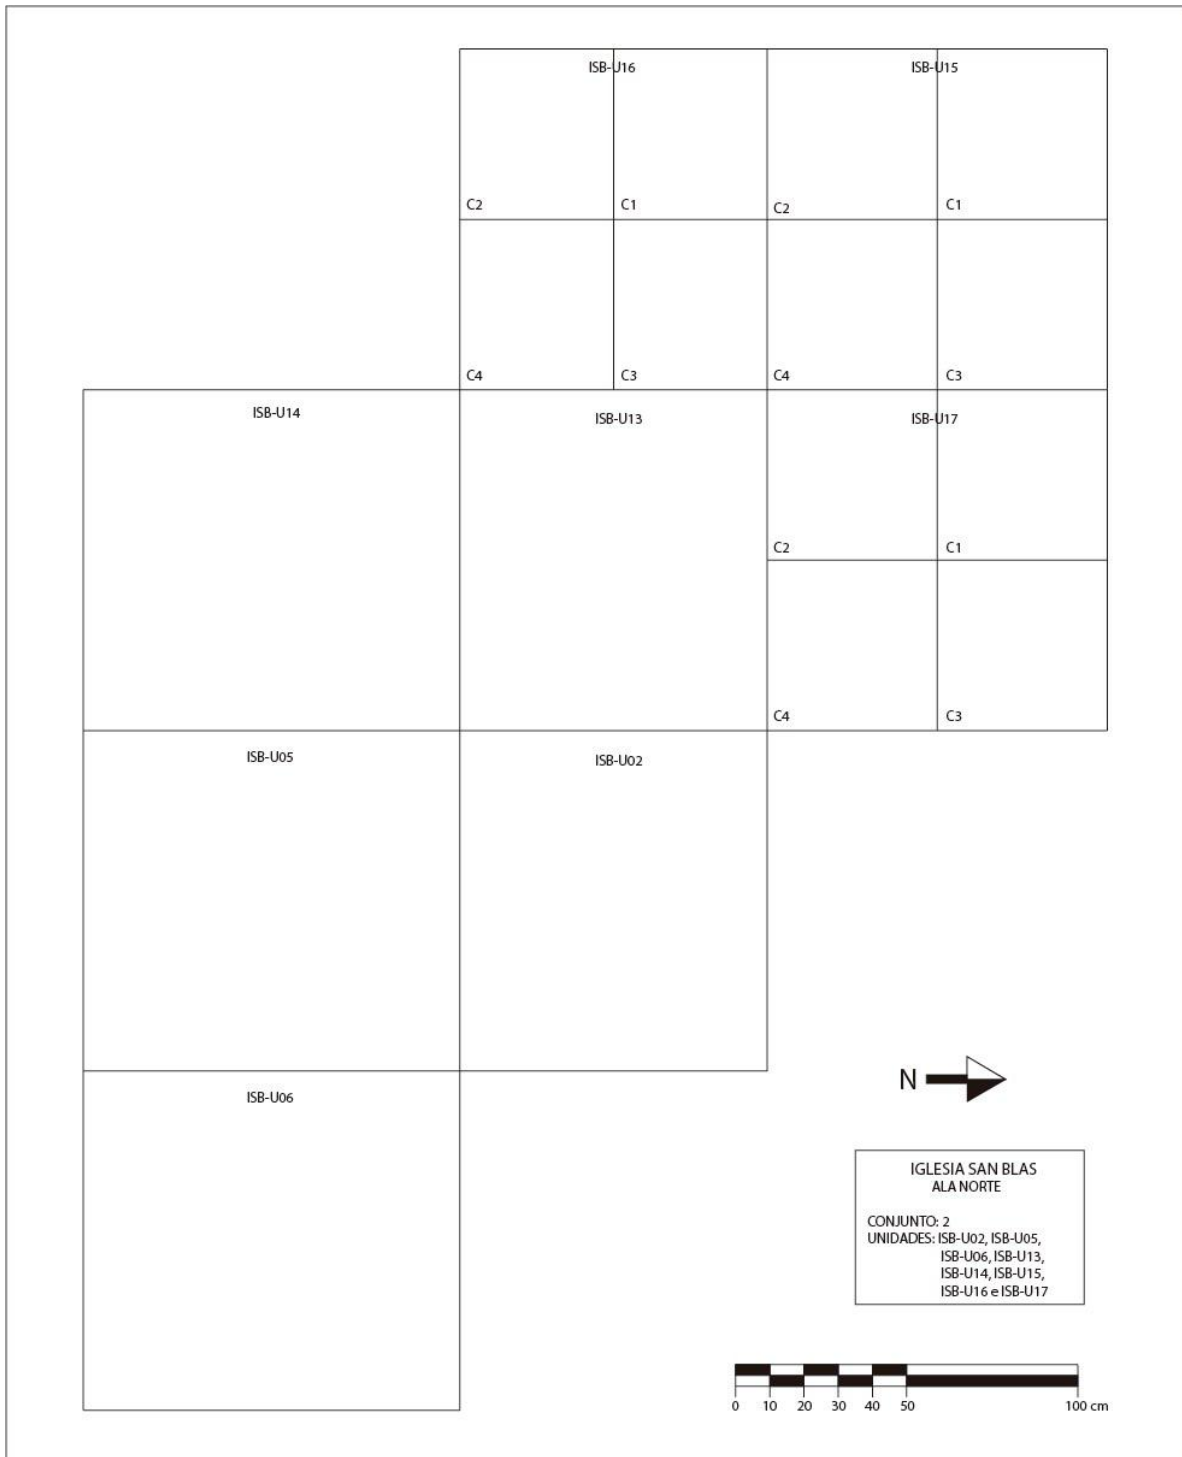 ISB-U16
ISB-U15
C2
C1
C2
C1
C4
C3
C4
C3
ISB-U14
ISB-U13
ISB-U17
C2
C1
C4
C3
ISB-U05
ISB-U02
N
ISB-U06
IGLESIA SAN BLAS
ALA NORTE
CONJUNTO: 2
UNIDADES: ISB-U02, ISB-U05,
ISB-U06, ISB-U13,
ISB-U14, ISB-U15,
ISB-U16 e ISB-U17
0 10 20 30 40 50 100 cm